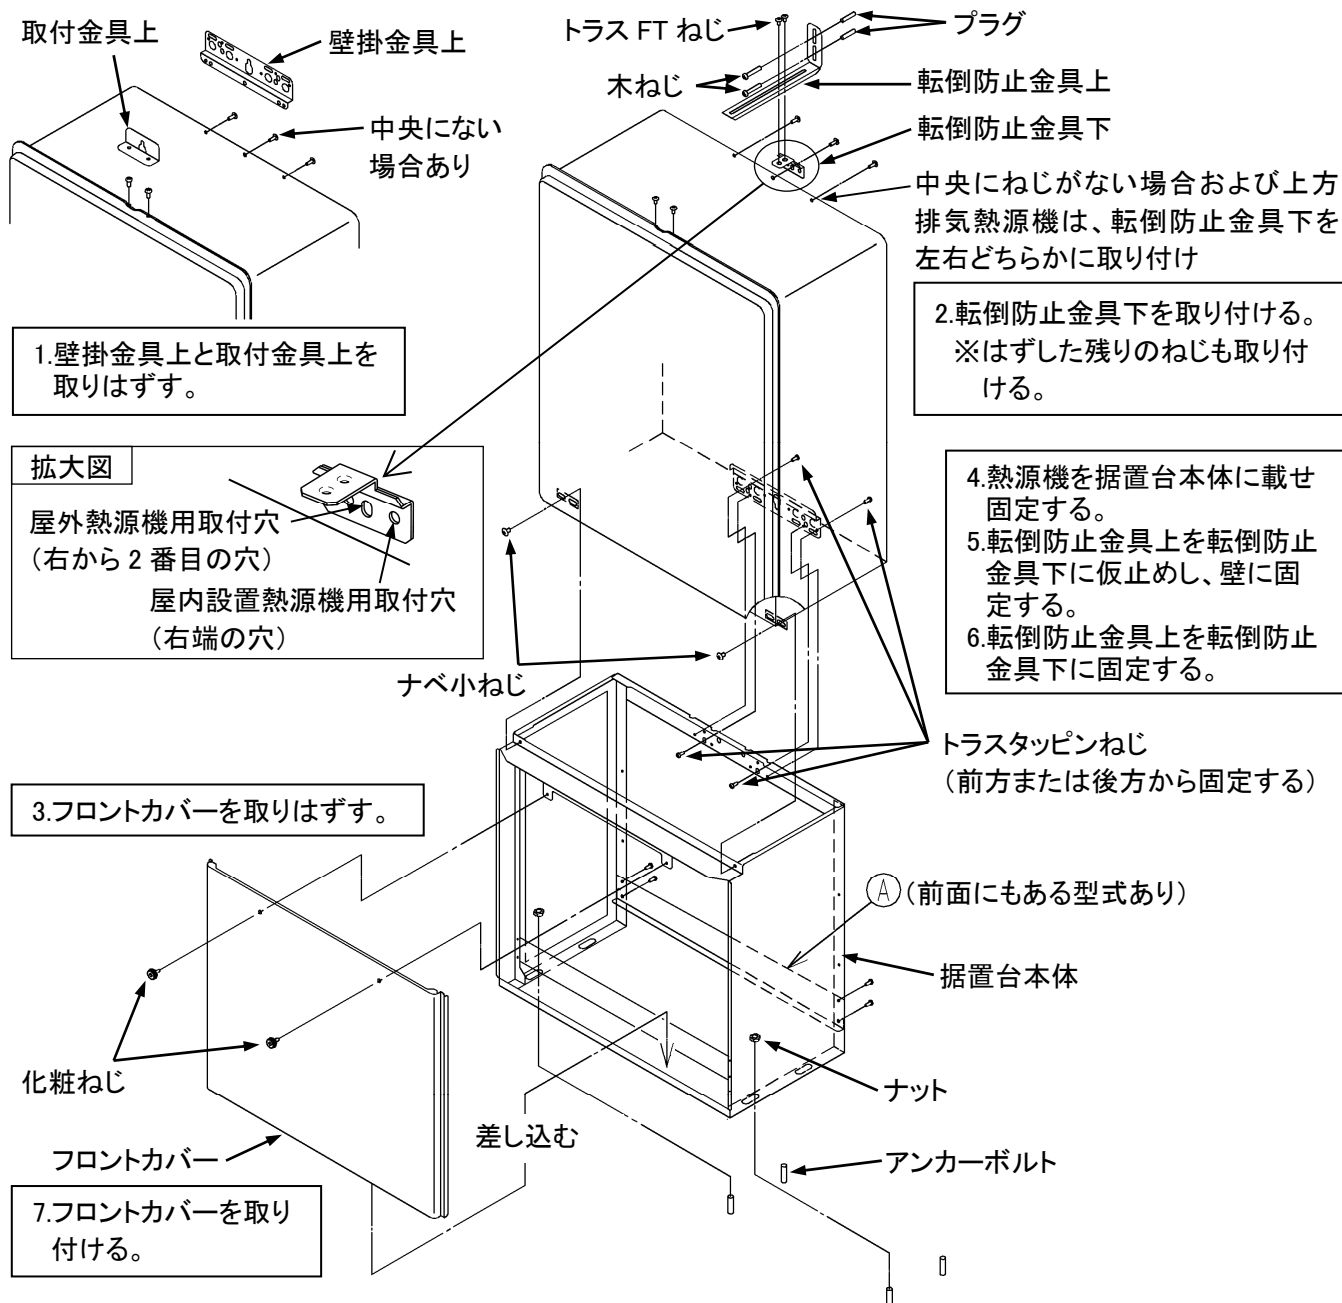 取付金具上
壁掛金具上
中央にない
場合あり
トラス FT ねじ
プラグ
木ねじ
転倒防止金具上
転倒防止金具下
中央にねじがない場合および上方
排気熱源機は、転倒防止金具下を
左右どちらかに取り付け
1.壁掛金具上と取付金具上を
取りはずす。
2.転倒防止金具下を取り付ける。
※はずした残りのねじも取り付
ける。
拡大図
屋外熱源機用取付穴
(右から 2 番目の穴)
屋内設置熱源機用取付穴
(右端の穴)
4.熱源機を据置台本体に載せ
固定する。
5.転倒防止金具上を転倒防止
金具下に仮止めし、壁に固
定する。
6.転倒防止金具上を転倒防止
金具下に固定する。
ナベ小ねじ
トラスタッピンねじ
(前方または後方から固定する)
3.フロントカバーを取りはずす。
A (前面にもある型式あり)
据置台本体
化粧ねじ
ナット
差し込む
フロントカバー
アンカーボルト
7.フロントカバーを取り
付ける。